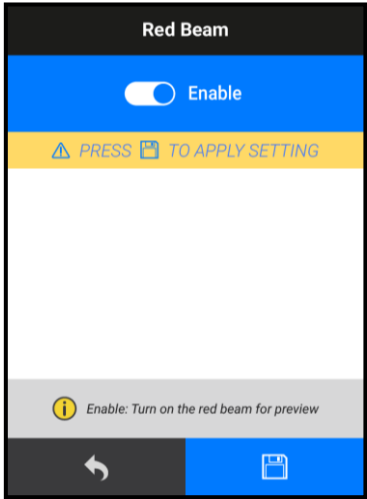 Red Beam
Enable
PRESS TO APPLY SETTING
Enable: Turn on the red beam for preview